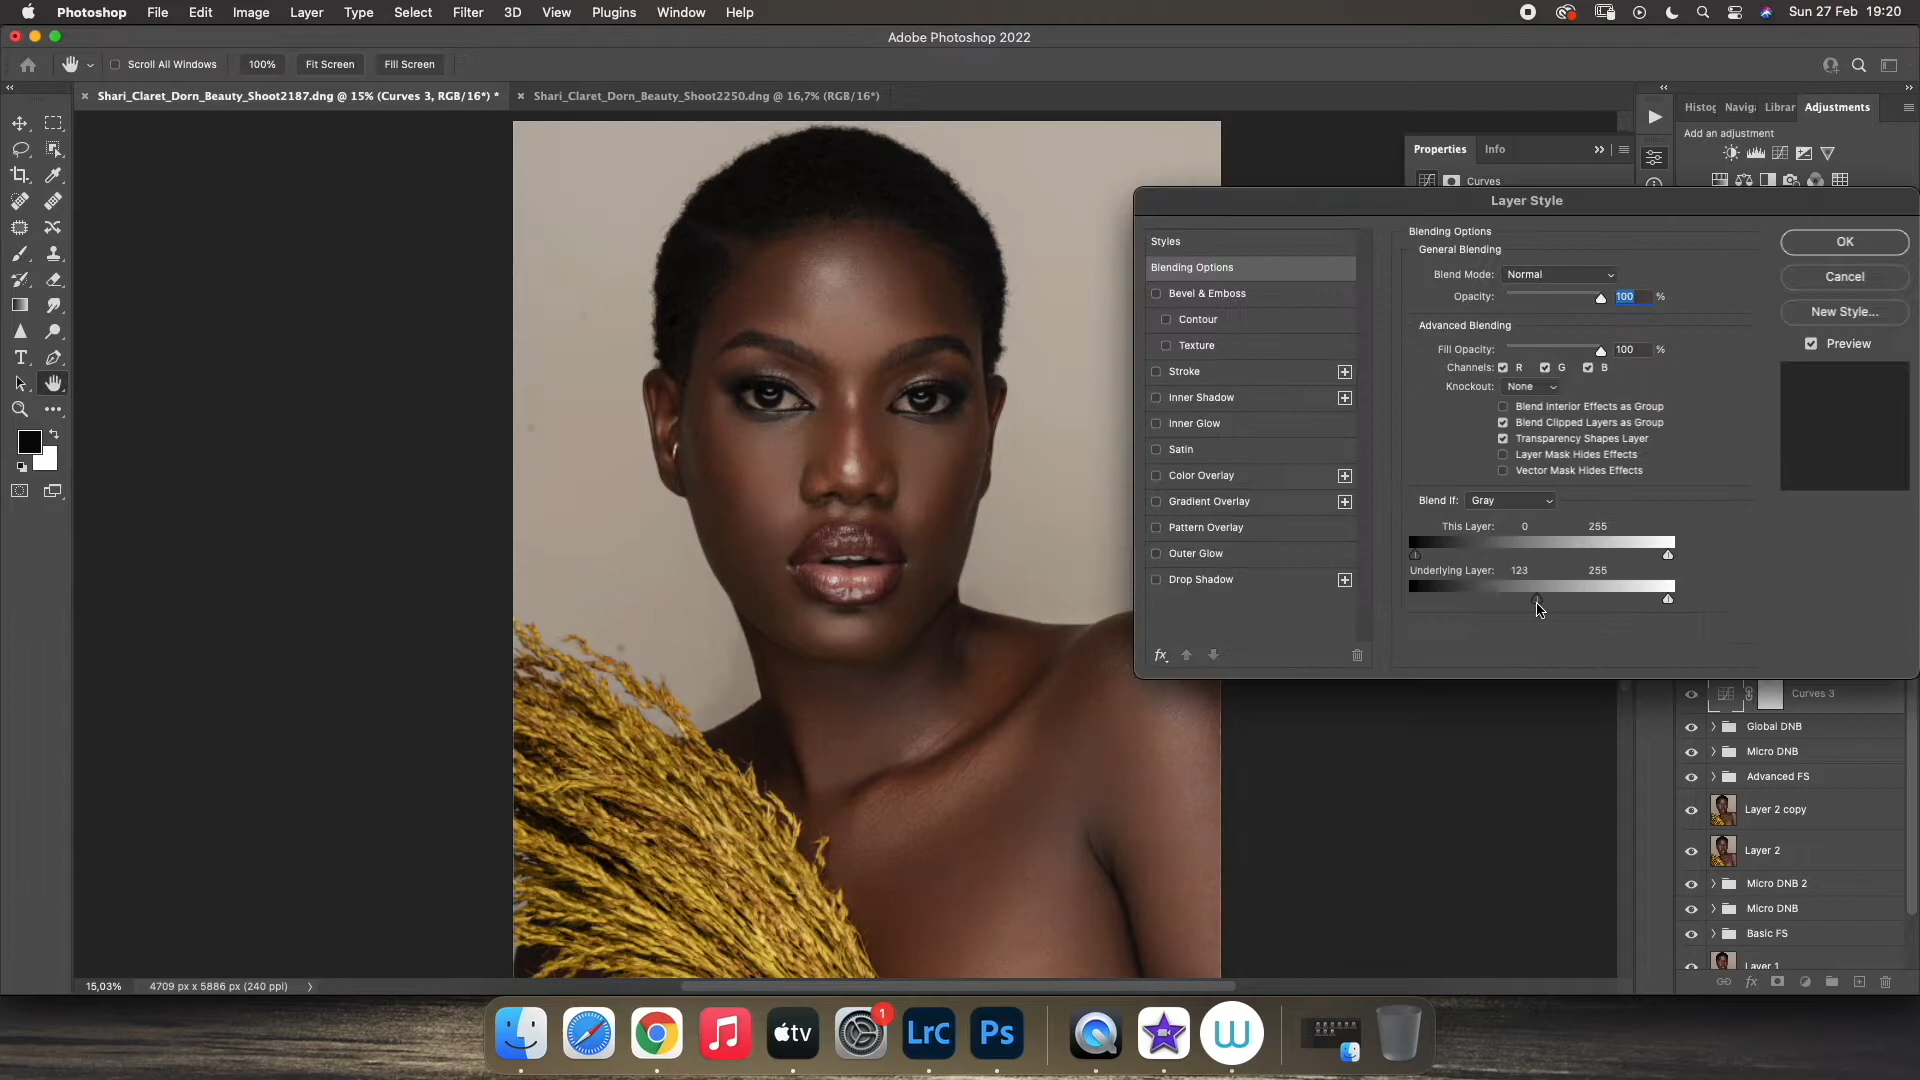 Photoshop File Edit Image Layer Type Select Filter 3D View Plugins Window Help Sun 27 Feb 19:20
Adobe Photoshop 2022
Scroll All Windows 100% Fit Screen Fill Screen
× Shari_Claret_Dorn_Beauty_Shoot2187.dng @ 15% (Curves 3, RGB/16*) * × Shari_Claret_Dorn_Beauty_Shoot2250.dng @ 16,7% (RGB/16*)
Histog Naviga Librar Adjustments
Add an adjustment
Properties Info
Curves
Layer Style
Styles
Blending Options
Bevel & Emboss
Contour
Texture
Stroke
Inner Shadow
Inner Glow
Satin
Color Overlay
Gradient Overlay
Pattern Overlay
Outer Glow
Drop Shadow
fx
Blending Options
General Blending
Blend Mode: Normal
Opacity: 100 %
Advanced Blending
Fill Opacity: 100 %
Channels: R G B
Knockout: None
Blend Interior Effects as Group
Blend Clipped Layers as Group
Transparency Shapes Layer
Layer Mask Hides Effects
Vector Mask Hides Effects
Blend If: Gray
This Layer: 0 255
Underlying Layer: 123 255
OK
Cancel
New Style...
Preview
Curves 3
Global DNB
Micro DNB
Advanced FS
Layer 2 copy
Layer 2
Micro DNB 2
Micro DNB
Basic FS
Layer 1
fx
15,03% 4709 px x 5886 px (240 ppi)
tv 1 LrC Ps W